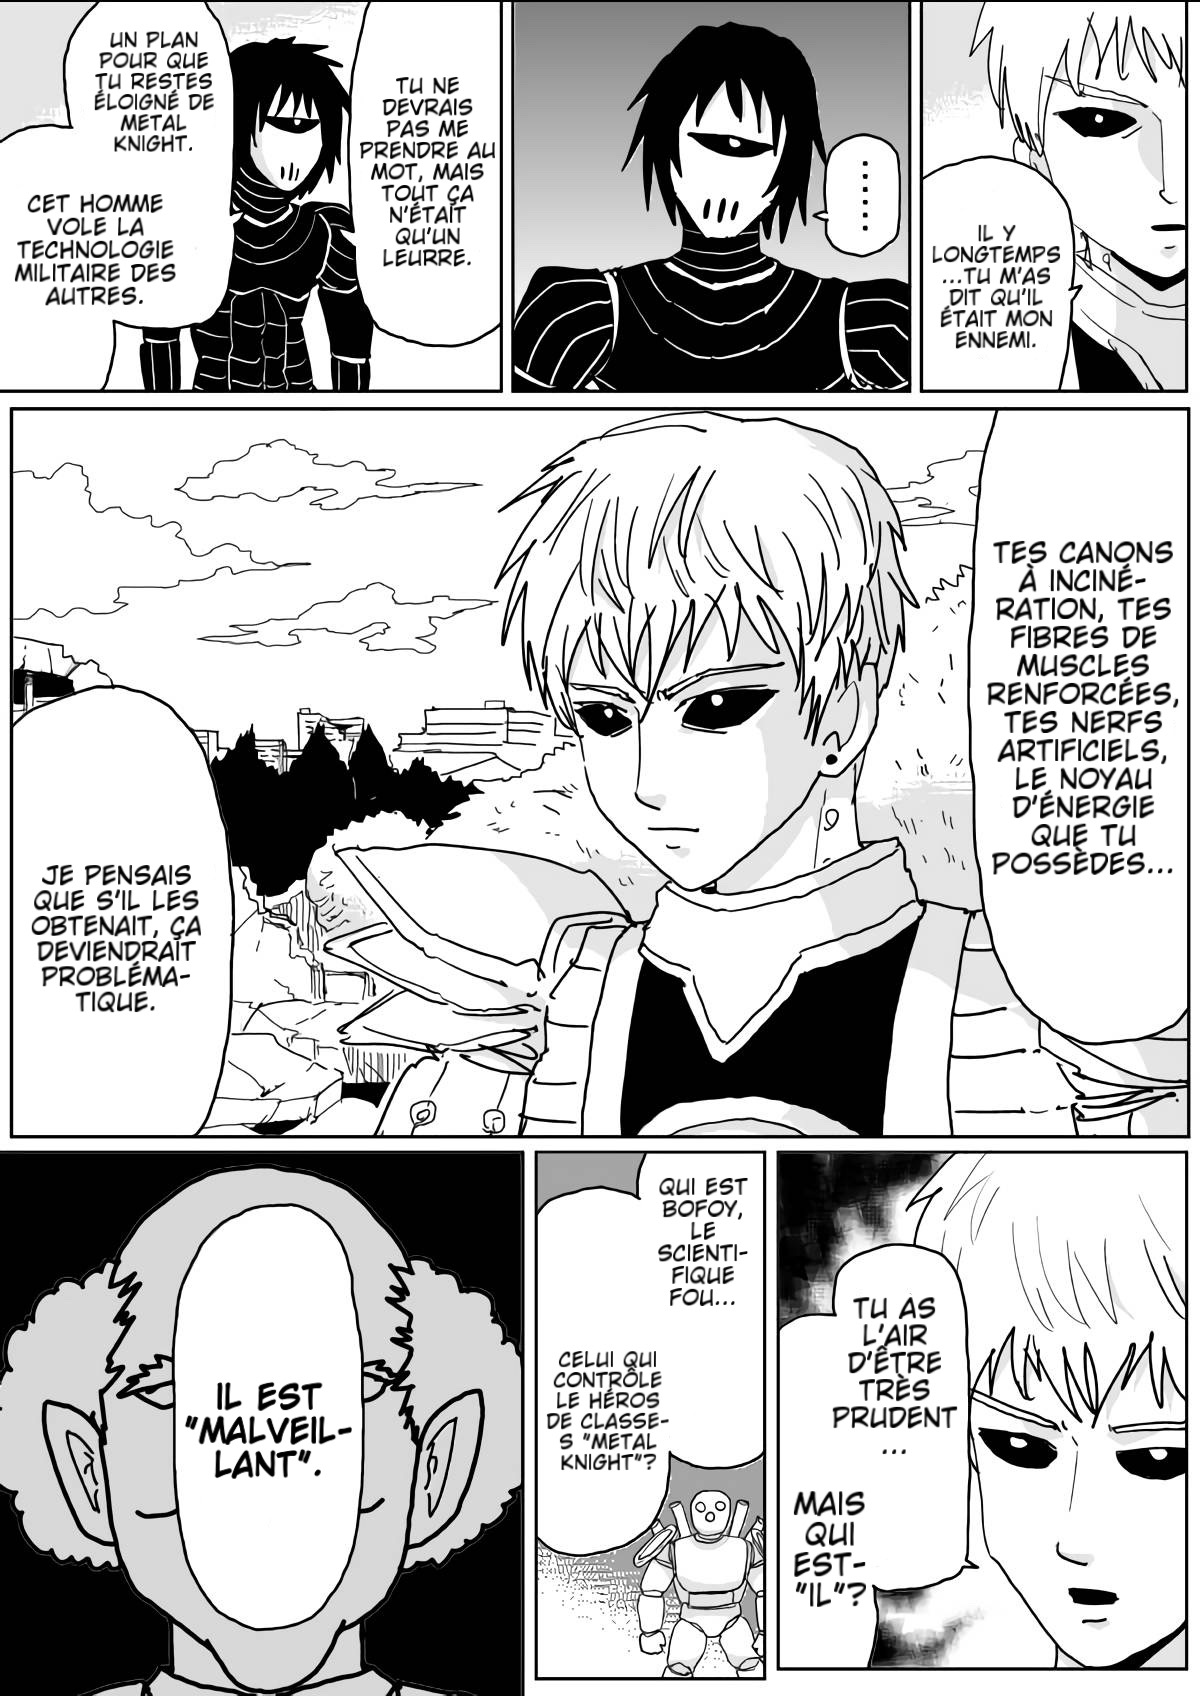 IL Y
LONGTEMPS
...TU M'AS
DIT QU'IL
ÉTAIT MON
ENNEMI.
......
TU NE
DEVRAIS
PAS ME
PRENDRE AU
MOT, MAIS
TOUT ÇA
N'ÉTAIT
QU'UN
LEURRE.
UN PLAN
POUR QUE
TU RESTES
ÉLOIGNÉ DE
METAL
KNIGHT.
CET HOMME
VOLE LA
TECHNOLOGIE
MILITAIRE DES
AUTRES.
TES CANONS
À INCINÉ-
RATION, TES
FIBRES DE
MUSCLES
RENFORCÉES,
TES NERFS
ARTIFICIELS,
LE NOYAU
D'ÉNERGIE
QUE TU
POSSÈDES...
JE PENSAIS
QUE S'IL LES
OBTENAIT, ÇA
DEVIENDRAIT
PROBLÉMA-
TIQUE.
TU AS
L'AIR
D'ÊTRE
TRÈS
PRUDENT
...
MAIS
QUI
EST-
"IL"?
QUI EST
BOFOY,
LE
SCIENTI-
FIQUE
FOU...
CELUI QUI
CONTRÔLE
LE HÉROS
DE CLASSE-
S "METAL
KNIGHT"?
IL EST
"MALVEIL-
LANT".